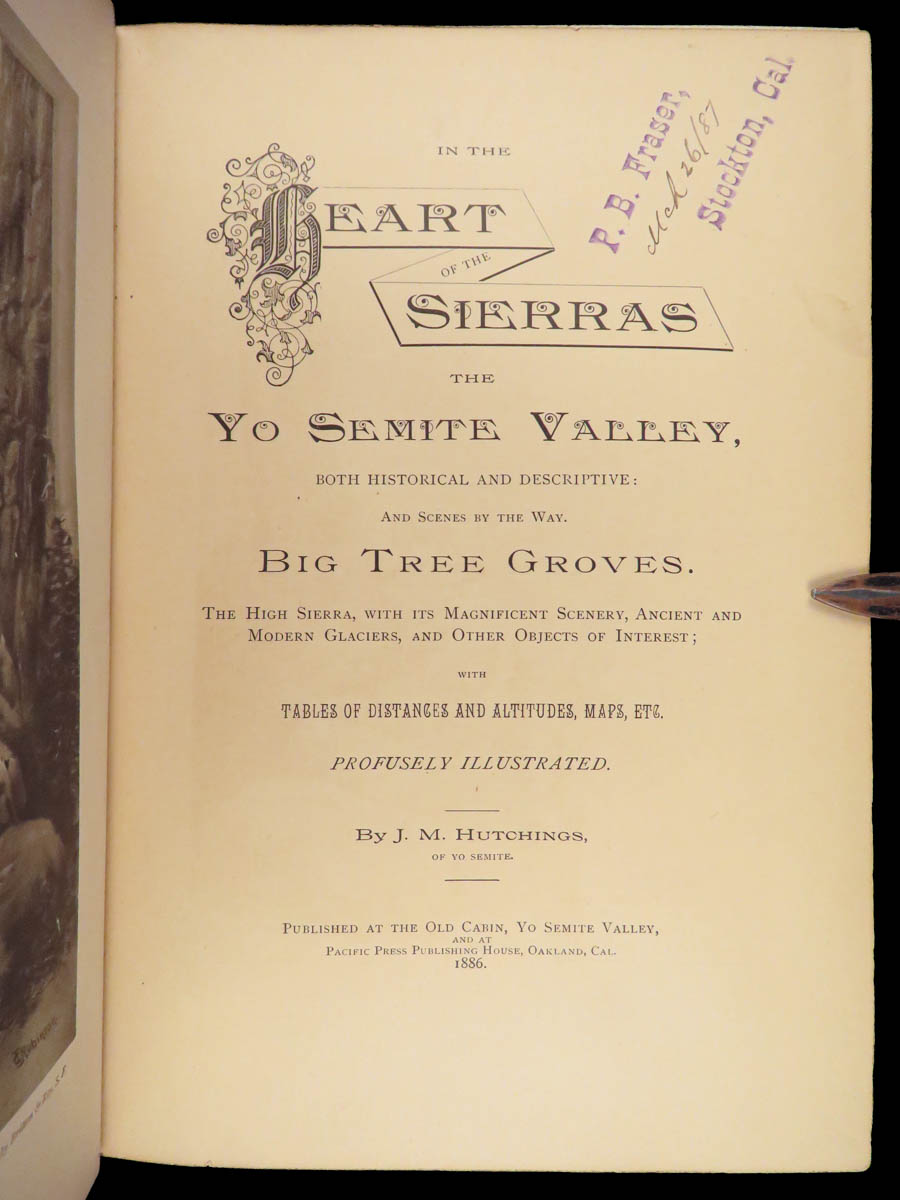 P. B. Fraser,
Mch 26/87
Stockton, Cal.
IN THE
HEART
OF THE
SIERRAS
THE
YO SEMITE VALLEY,
BOTH HISTORICAL AND DESCRIPTIVE:
AND SCENES BY THE WAY.
BIG TREE GROVES.
THE HIGH SIERRA, WITH ITS MAGNIFICENT SCENERY, ANCIENT AND
MODERN GLACIERS, AND OTHER OBJECTS OF INTEREST;
WITH
TABLES OF DISTANCES AND ALTITUDES, MAPS, ETC.
PROFUSELY ILLUSTRATED.
By J. M. HUTCHINGS,
OF YO SEMITE.
PUBLISHED AT THE OLD CABIN, YO SEMITE VALLEY,
AND AT
PACIFIC PRESS PUBLISHING HOUSE, OAKLAND, CAL.
1886.